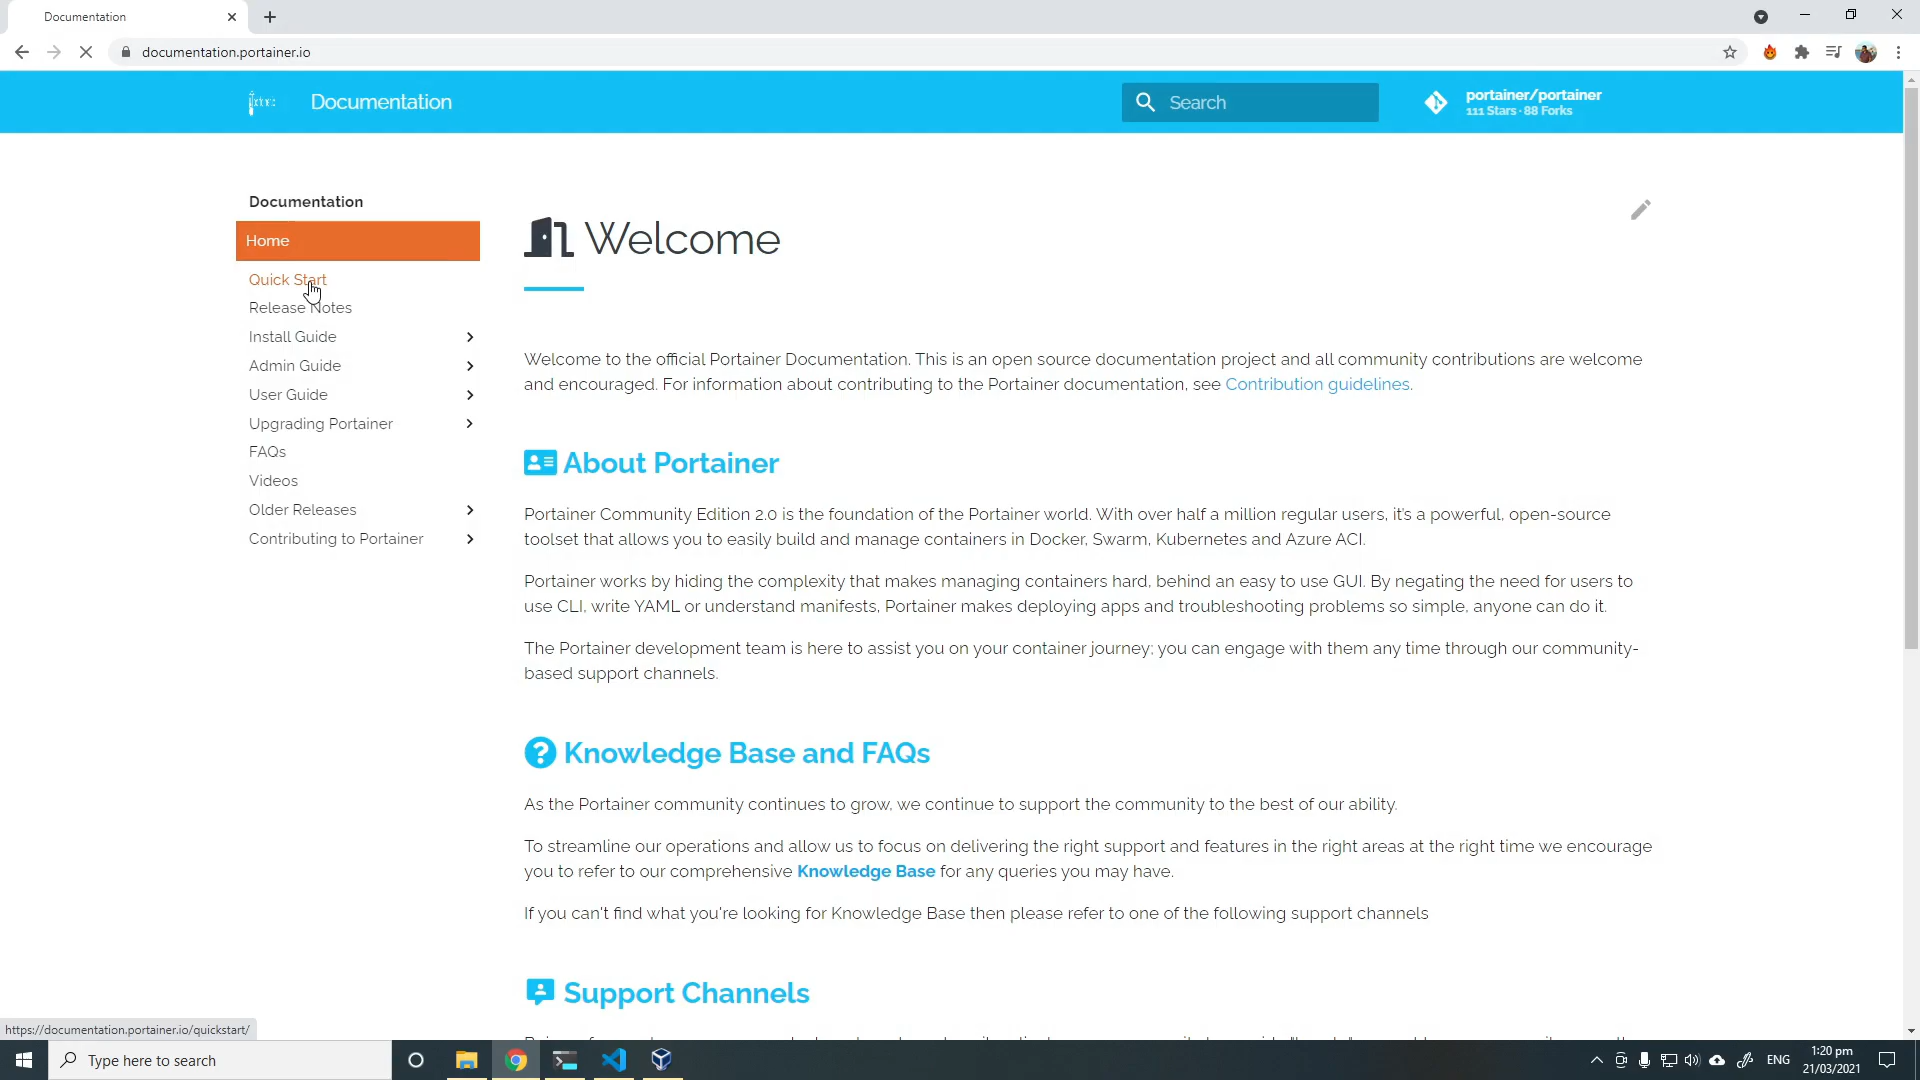 Documentation
documentation.portainer.io
Documentation
Search
portainer/portainer
111 Stars · 88 Forks
Documentation
Home
Quick Start
Release Notes
Install Guide
Admin Guide
User Guide
Upgrading Portainer
FAQs
Videos
Older Releases
Contributing to Portainer
Welcome
Welcome to the official Portainer Documentation. This is an open source documentation project and all community contributions are welcome
and encouraged. For information about contributing to the Portainer documentation, see Contribution guidelines.
About Portainer
Portainer Community Edition 2.0 is the foundation of the Portainer world. With over half a million regular users, it's a powerful, open-source
toolset that allows you to easily build and manage containers in Docker, Swarm, Kubernetes and Azure ACI.
Portainer works by hiding the complexity that makes managing containers hard, behind an easy to use GUI. By negating the need for users to
use CLI, write YAML or understand manifests, Portainer makes deploying apps and troubleshooting problems so simple, anyone can do it.
The Portainer development team is here to assist you on your container journey; you can engage with them any time through our community-
based support channels.
Knowledge Base and FAQs
As the Portainer community continues to grow, we continue to support the community to the best of our ability.
To streamline our operations and allow us to focus on delivering the right support and features in the right areas at the right time we encourage
you to refer to our comprehensive Knowledge Base for any queries you may have.
If you can't find what you're looking for Knowledge Base then please refer to one of the following support channels
Support Channels
https://documentation.portainer.io/quickstart/
Type here to search
ENG
1:20 pm
21/03/2021